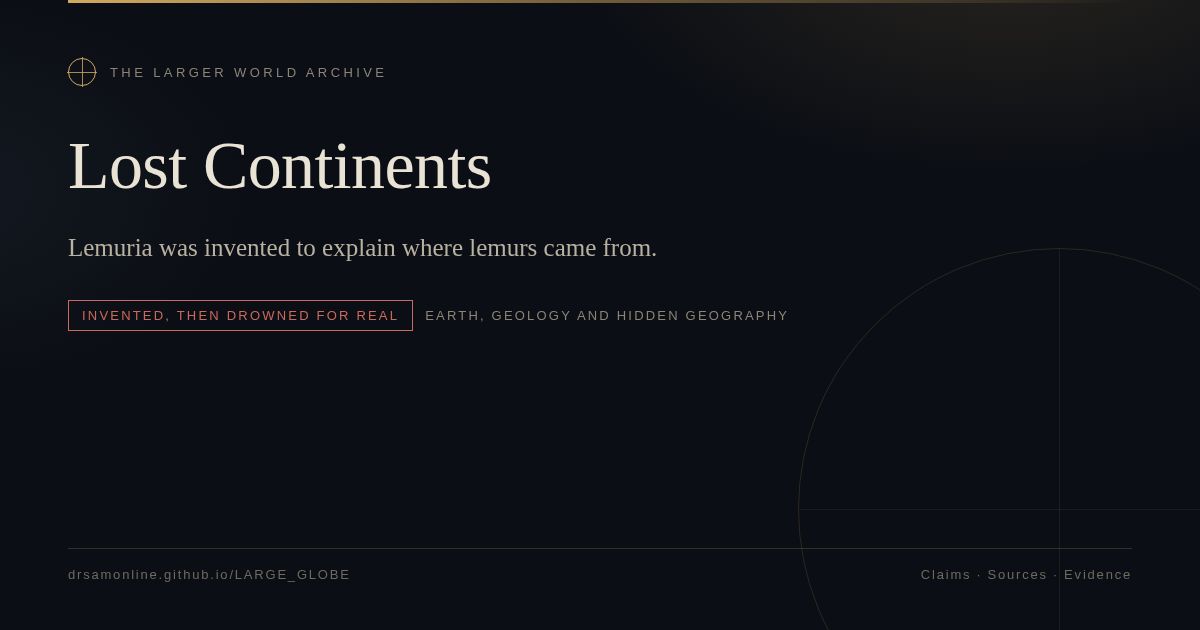 THE LARGER WORLD ARCHIVE
Lost Continents
Lemuria was invented to explain where lemurs came from.
INVENTED, THEN DROWNED FOR REAL
EARTH, GEOLOGY AND HIDDEN GEOGRAPHY
drsamonline.github.io/LARGE_GLOBE
Claims · Sources · Evidence